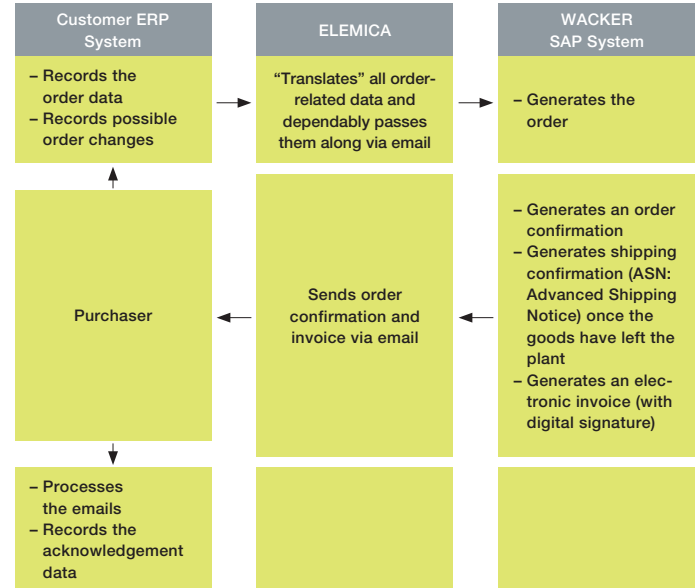 Customer ERP
System
ELEMICA
WACKER
SAP System
– Records the
order data
– Records possible
order changes
“Translates” all order-
related data and
dependably passes
them along via email
– Generates the
order
Purchaser
Sends order
confirmation and
invoice via email
– Generates an order
confirmation
– Generates shipping
confirmation (ASN:
Advanced Shipping
Notice) once the
goods have left the
plant
– Generates an elec-
tronic invoice (with
digital signature)
– Processes
the emails
– Records the
acknowledgement
data